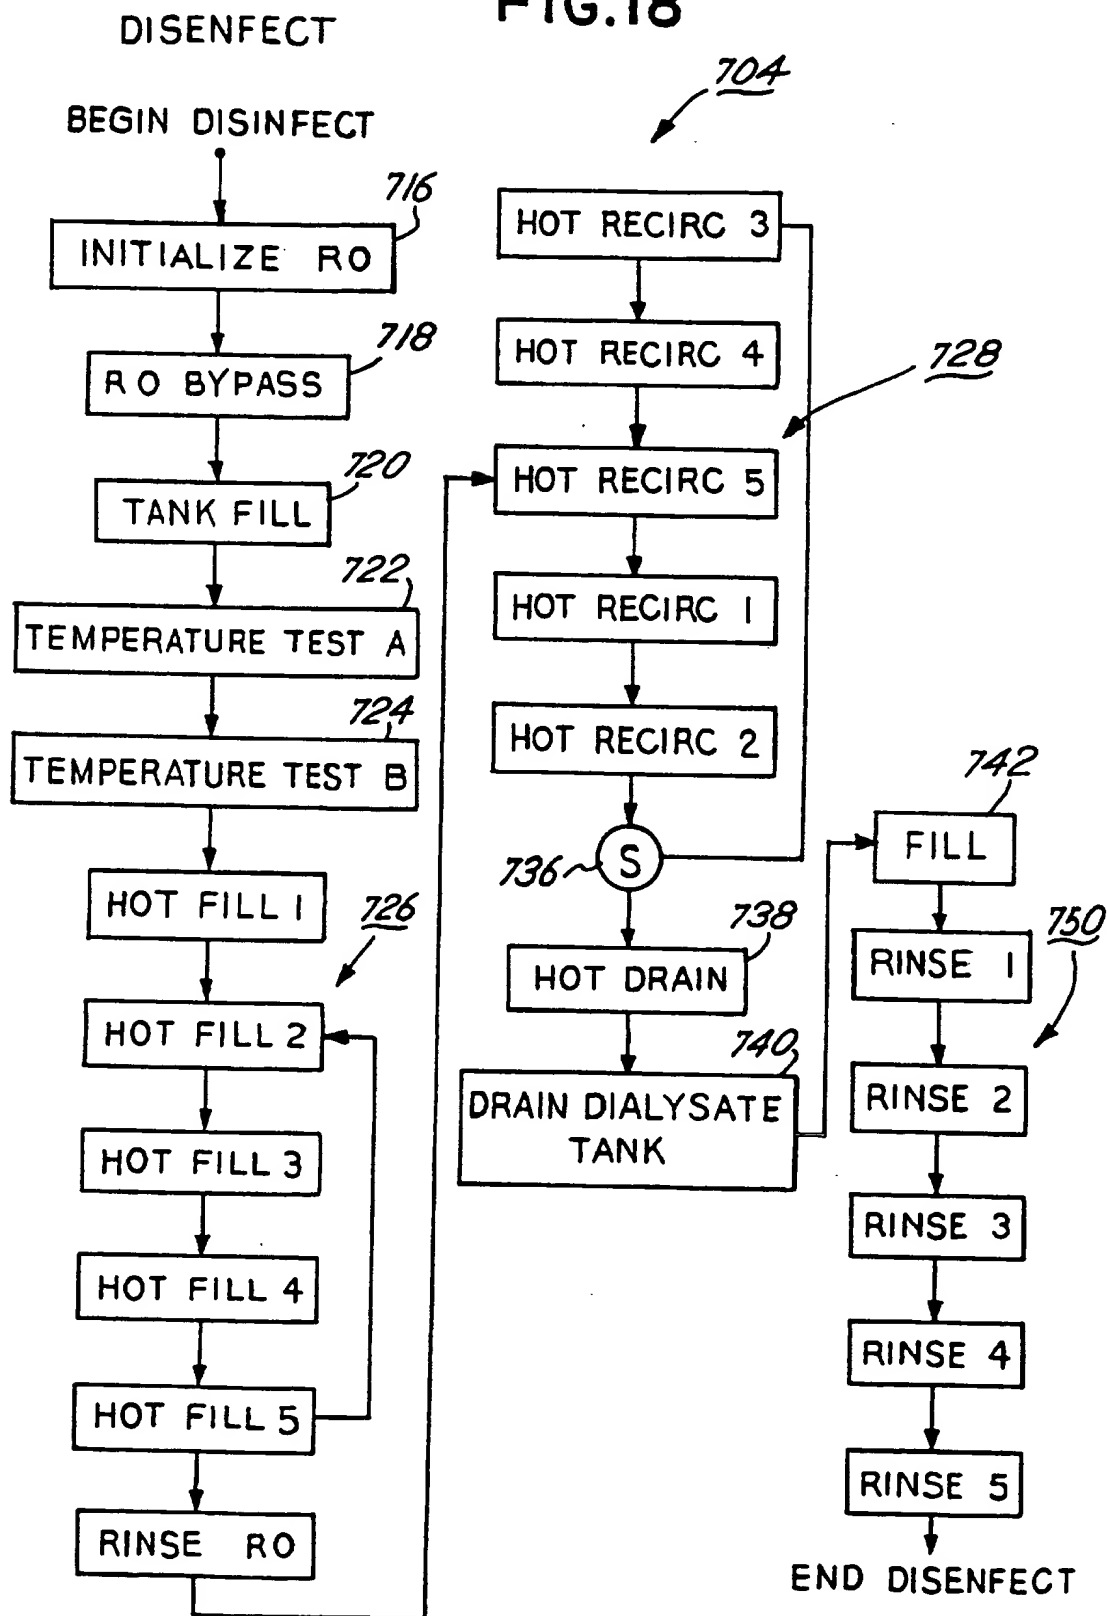 FIG.18
DISENFECT
BEGIN DISINFECT
716
INITIALIZE RO
718
RO BYPASS
720
TANK FILL
722
TEMPERATURE TEST A
724
TEMPERATURE TEST B
HOT FILL 1
726
HOT FILL 2
HOT FILL 3
HOT FILL 4
HOT FILL 5
RINSE RO
704
HOT RECIRC 3
HOT RECIRC 4
728
HOT RECIRC 5
HOT RECIRC 1
HOT RECIRC 2
736
S
738
HOT DRAIN
740
DRAIN DIALYSATE
TANK
742
FILL
750
RINSE 1
RINSE 2
RINSE 3
RINSE 4
RINSE 5
END DISENFECT